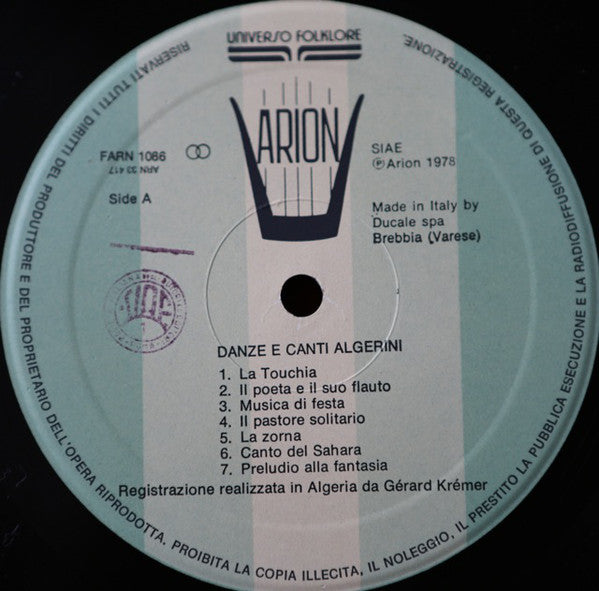 UNIVERSO FOLKLORE
ARION
FARN 1086
ARN 33 417
Side A
SIAE
Ⓟ Arion 1978
Made in Italy by
Ducale spa
Brebbia (Varese)
DANZE E CANTI ALGERINI
1. La Touchia
2. Il poeta e il suo flauto
3. Musica di festa
4. Il pastore solitario
5. La zorna
6. Canto del Sahara
7. Preludio alla fantasia
Registrazione realizzata in Algeria da Gérard Krémer
RISERVATI TUTTI I DIRITTI DEL PRODUTTORE E DEL PROPRIETARIO DELL'OPERA RIPRODOTTA. PROIBITA LA COPIA ILLECITA, IL NOLEGGIO, IL PRESTITO LA PUBBLICA ESECUZIONE E LA RADIODIFFUSIONE DI QUESTA REGISTRAZIONE.